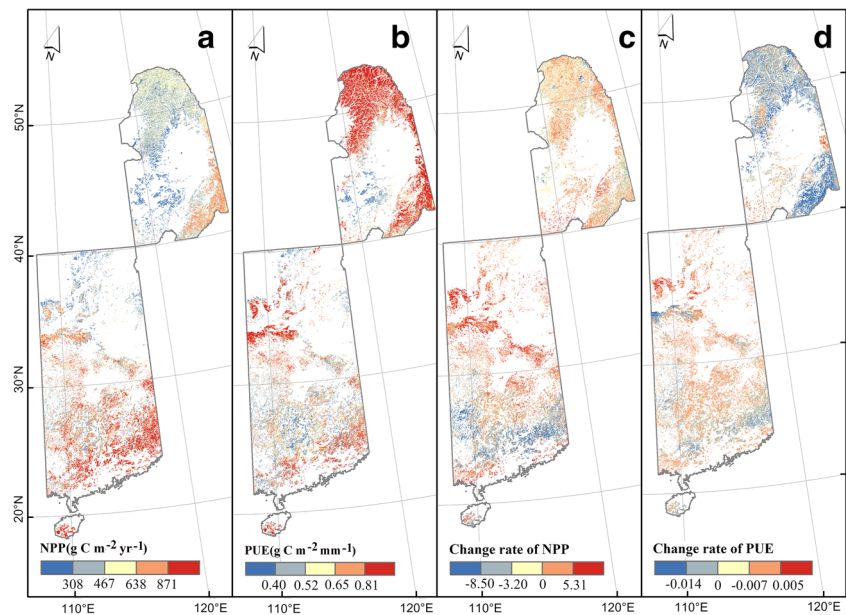 a b c d
N N N N
50°N
40°N
30°N
20°N
NPP(g C m⁻² yr⁻¹) PUE(g C m⁻² mm⁻¹) Change rate of NPP Change rate of PUE
308 467 638 871 0.40 0.52 0.65 0.81 -8.50 -3.20 0 5.31 -0.014 0 -0.007 0.005
110°E 120°E 110°E 120°E 110°E 120°E 110°E 120°E